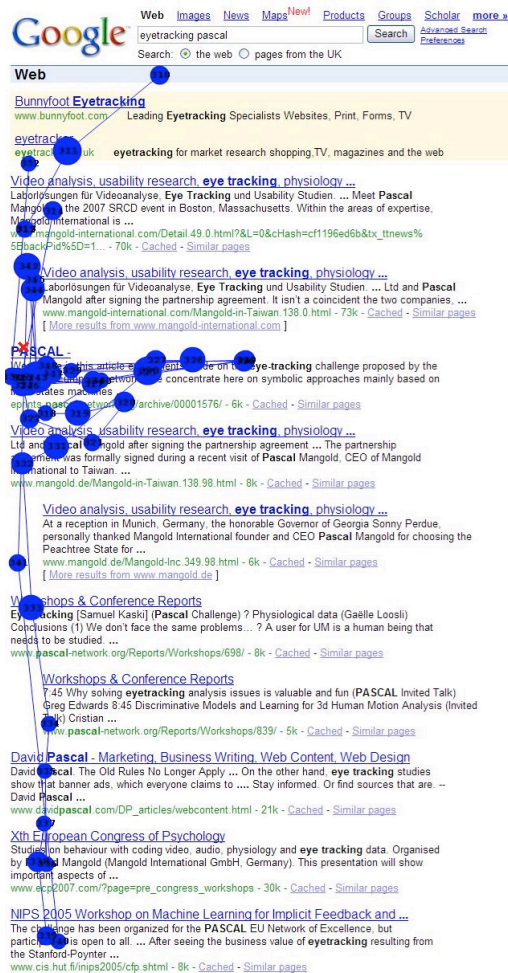 Google
Web Images News Maps New! Products Groups Scholar more »
eyetracking pascal Search Advanced Search
Preferences
Search: the web pages from the UK
Web
310
Bunnyfoot Eyetracking
www.bunnyfoot.com Leading Eyetracking Specialists Websites, Print, Forms, TV
eyetracker
uk eyetracking for market research shopping,TV, magazines and the web
Video analysis, usability research, eye tracking, physiology ...
Laborlösungen für Videoanalyse, Eye Tracking und Usability Studien. ... Meet Pascal
the 2007 SRCD event in Boston, Massachusetts. Within the areas of expertise,
International is ...
mangold-international.com/Detail.49.0.html?&L=0&cHash=cf1196ed6b&tx_ttnews%
5BbackPid%5D=1... - 70k - Cached - Similar pages
Video analysis, usability research, eye tracking, physiology ...
Laborlösungen für Videoanalyse, Eye Tracking und Usability Studien. ... Ltd and Pascal
Mangold after signing the partnership agreement. It isn't a coincident the two companies, ...
www.mangold-international.com/Mangold-in-Taiwan.138.0.html - 73k - Cached - Similar pages
[ More results from www.mangold-international.com ]
PASCAL -
this article on the eye-tracking challenge proposed by the
concentrate here on symbolic approaches mainly based on
states machines
/archive/00001576/ - 6k - Cached - Similar pages
Video analysis, usability research, eye tracking, physiology ...
Ltd and after signing the partnership agreement ... The partnership
was formally signed during a recent visit of Pascal Mangold, CEO of Mangold
to Taiwan. ...
www.mangold.de/Mangold-in-Taiwan.138.98.html - 8k - Cached - Similar pages
Video analysis, usability research, eye tracking, physiology ...
At a reception in Munich, Germany, the honorable Governor of Georgia Sonny Perdue,
personally thanked Mangold International founder and CEO Pascal Mangold for choosing the
Peachtree State for ...
www.mangold.de/Mangold-Inc.349.98.html - 6k - Cached - Similar pages
[ More results from www.mangold.de ]
Workshops & Conference Reports
[Samuel Kaski] (Pascal Challenge) ? Physiological data (Gaëlle Loosli)
Conclusions (1) We don't face the same problems... ? A user for UM is a human being that
needs to be studied. ...
www.pascal-network.org/Reports/Workshops/698/ - 8k - Cached - Similar pages
Workshops & Conference Reports
7:45 Why solving eyetracking analysis issues is valuable and fun (PASCAL Invited Talk)
Greg Edwards 8:45 Discriminative Models and Learning for 3d Human Motion Analysis (Invited
Talk) Cristian ...
www.pascal-network.org/Reports/Workshops/839/ - 5k - Cached - Similar pages
David Pascal - Marketing, Business Writing, Web Content, Web Design
David Pascal. The Old Rules No Longer Apply ... On the other hand, eye tracking studies
show that banner ads, which everyone claims to .... Stay informed. Or find sources that are. --
David Pascal ...
www.davidpascal.com/DP_articles/webcontent.html - 21k - Cached - Similar pages
Xth European Congress of Psychology
Studies on behaviour with coding video, audio, physiology and eye tracking data. Organised
by Mangold (Mangold International GmbH, Germany). This presentation will show
important aspects of ...
www.ecp2007.com/?page=pre_congress_workshops - 30k - Cached - Similar pages
NIPS 2005 Workshop on Machine Learning for Implicit Feedback and ...
The challenge has been organized for the PASCAL EU Network of Excellence, but
is open to all. ... After seeing the business value of eyetracking resulting from
the Stanford-Poynter ...
www.cis.hut.fi/inips2005/cfp.shtml - 8k - Cached - Similar pages